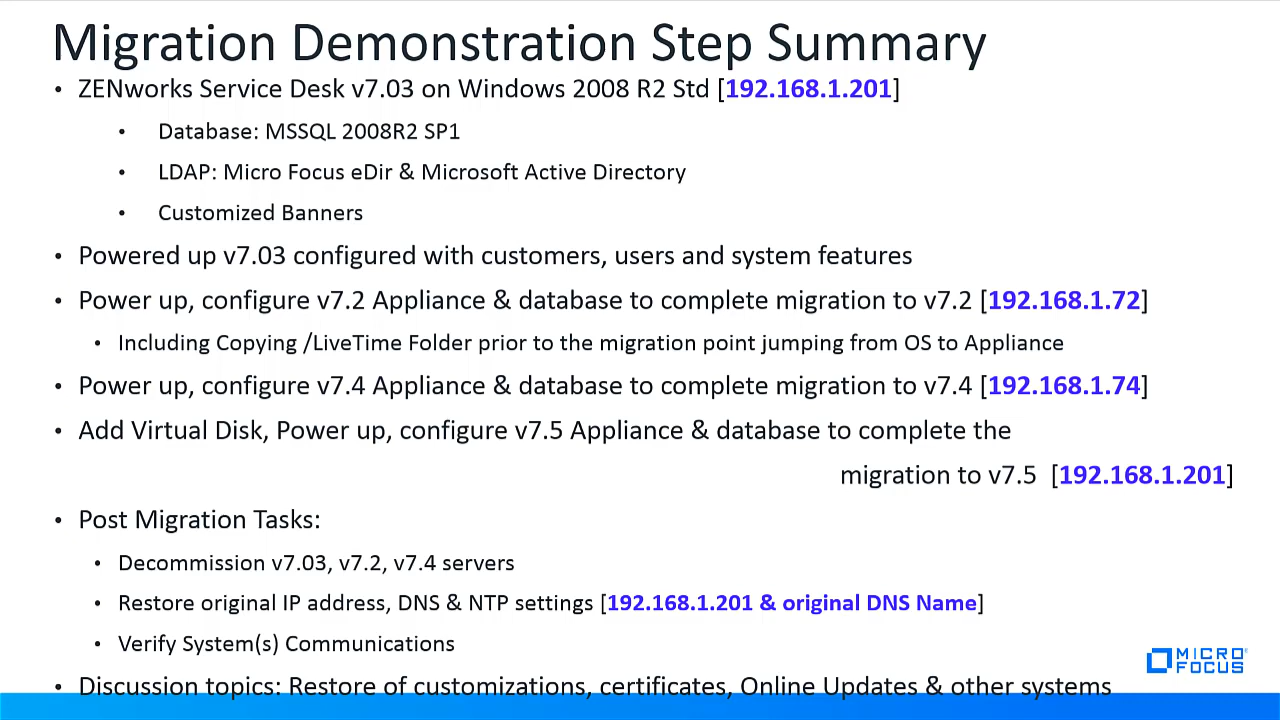 Migration Demonstration Step Summary
• ZENworks Service Desk v7.03 on Windows 2008 R2 Std [192.168.1.201]
• Database: MSSQL 2008R2 SP1
• LDAP: Micro Focus eDir & Microsoft Active Directory
• Customized Banners
• Powered up v7.03 configured with customers, users and system features
• Power up, configure v7.2 Appliance & database to complete migration to v7.2 [192.168.1.72]
• Including Copying /LiveTime Folder prior to the migration point jumping from OS to Appliance
• Power up, configure v7.4 Appliance & database to complete migration to v7.4 [192.168.1.74]
• Add Virtual Disk, Power up, configure v7.5 Appliance & database to complete the
migration to v7.5 [192.168.1.201]
• Post Migration Tasks:
• Decommission v7.03, v7.2, v7.4 servers
• Restore original IP address, DNS & NTP settings [192.168.1.201 & original DNS Name]
• Verify System(s) Communications
MICRO
FOCUS
• Discussion topics: Restore of customizations, certificates, Online Updates & other systems